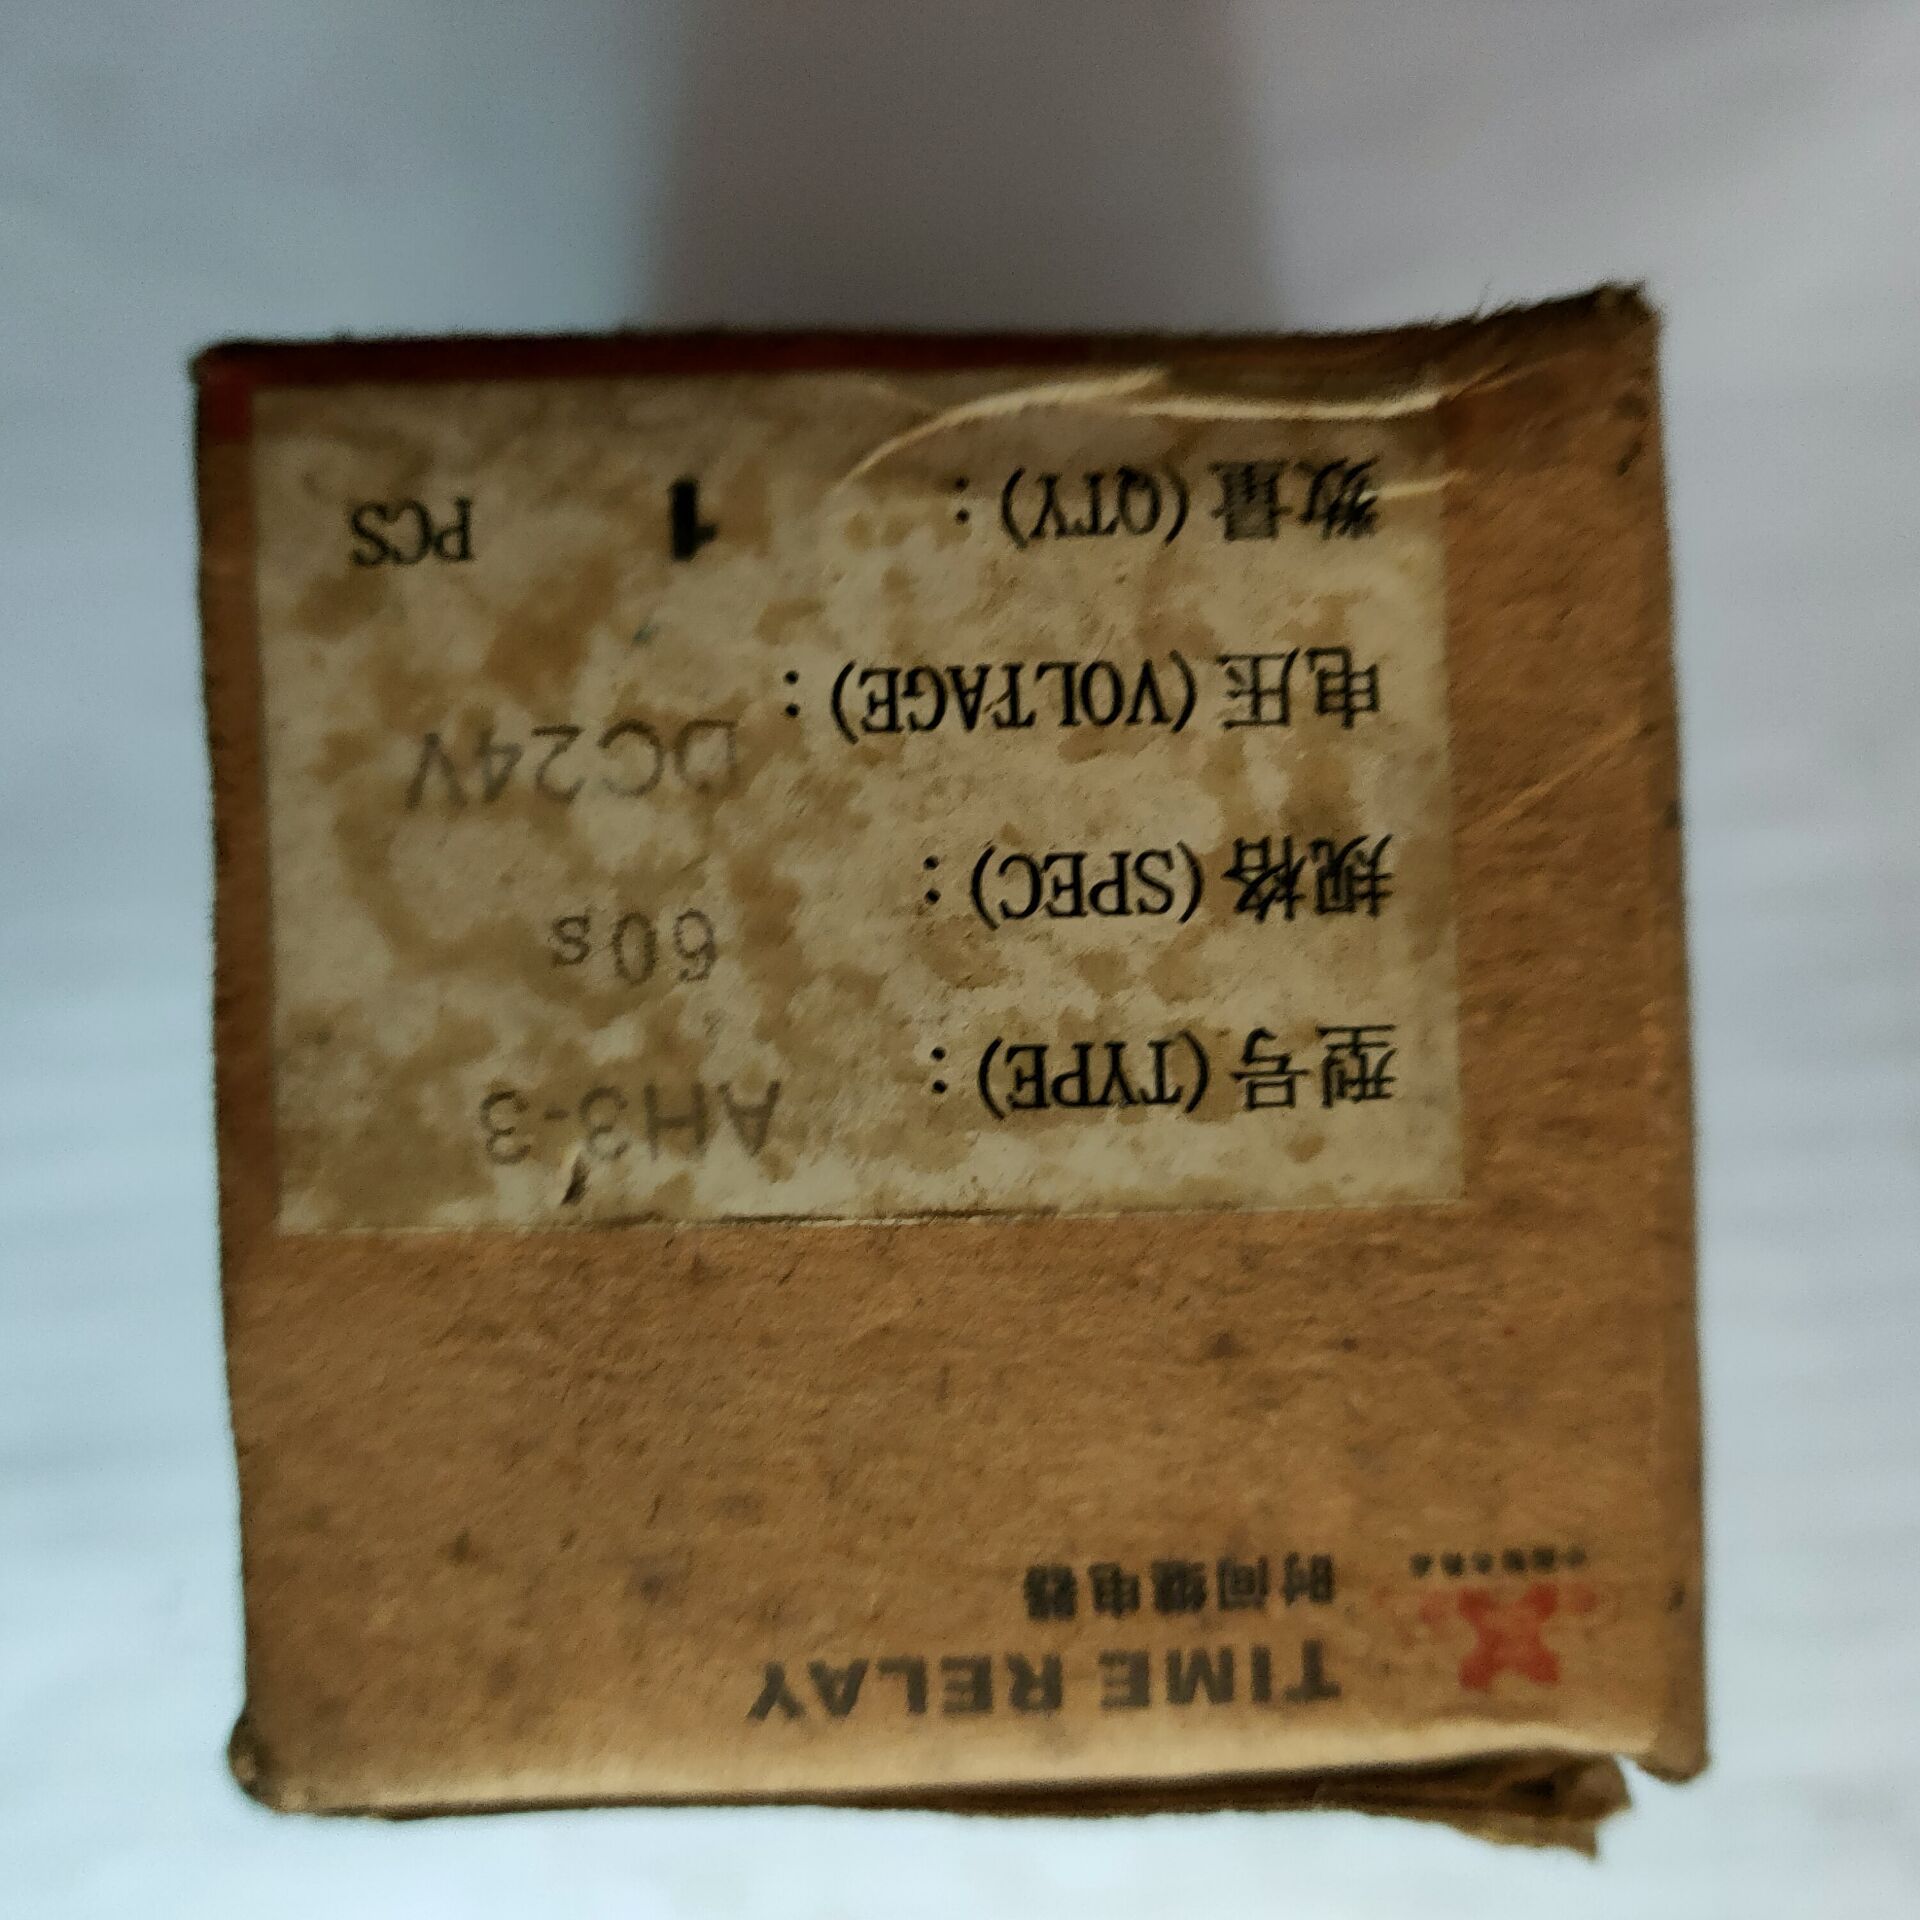 TIME RELAY
时间继电器
型号(TYPE): AH3-3
规格(SPEC): 60s
电压(VOLTAGE): DC24V
数量(QTY): 1 PCS